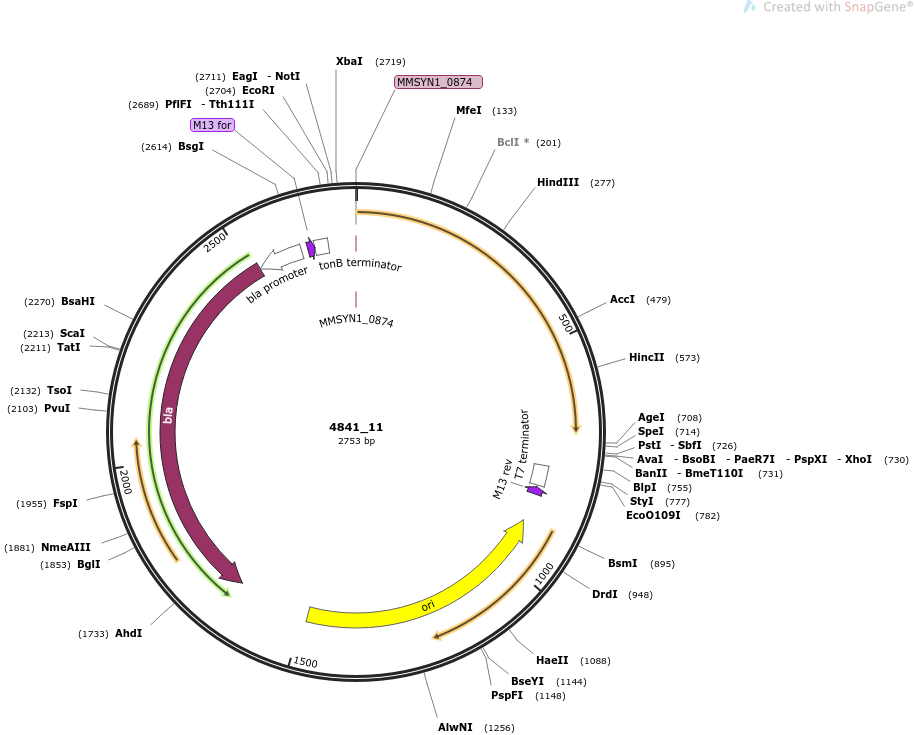 Created with SnapGene®
XbaI (2719)
(2711) EagI - NotI
(2704) EcoRI
(2689) PflFI - Tth111I
M13 for
(2614) BsgI
MMSYN1_0874
MfeI (133)
BclI * (201)
HindIII (277)
AccI (479)
HincII (573)
AgeI (708)
SpeI (714)
PstI - SbfI (726)
AvaI - BsoBI - PaeR7I - PspXI - XhoI (730)
BanII - BmeT110I (731)
BlpI (755)
StyI (777)
EcoO109I (782)
BsmI (895)
DrdI (948)
HaeII (1088)
BseYI (1144)
PspFI (1148)
AlwNI (1256)
(1733) AhdI
(1853) BglI
(1881) NmeAIII
(1955) FspI
(2103) PvuI
(2132) TsoI
(2211) TatI
(2213) ScaI
(2270) BsaHI
500
1000
1500
2000
2500
tonB terminator
bla promoter
MMSYN1_0874
bla
4841_11
2753 bp
T7 terminator
M13 rev
ori